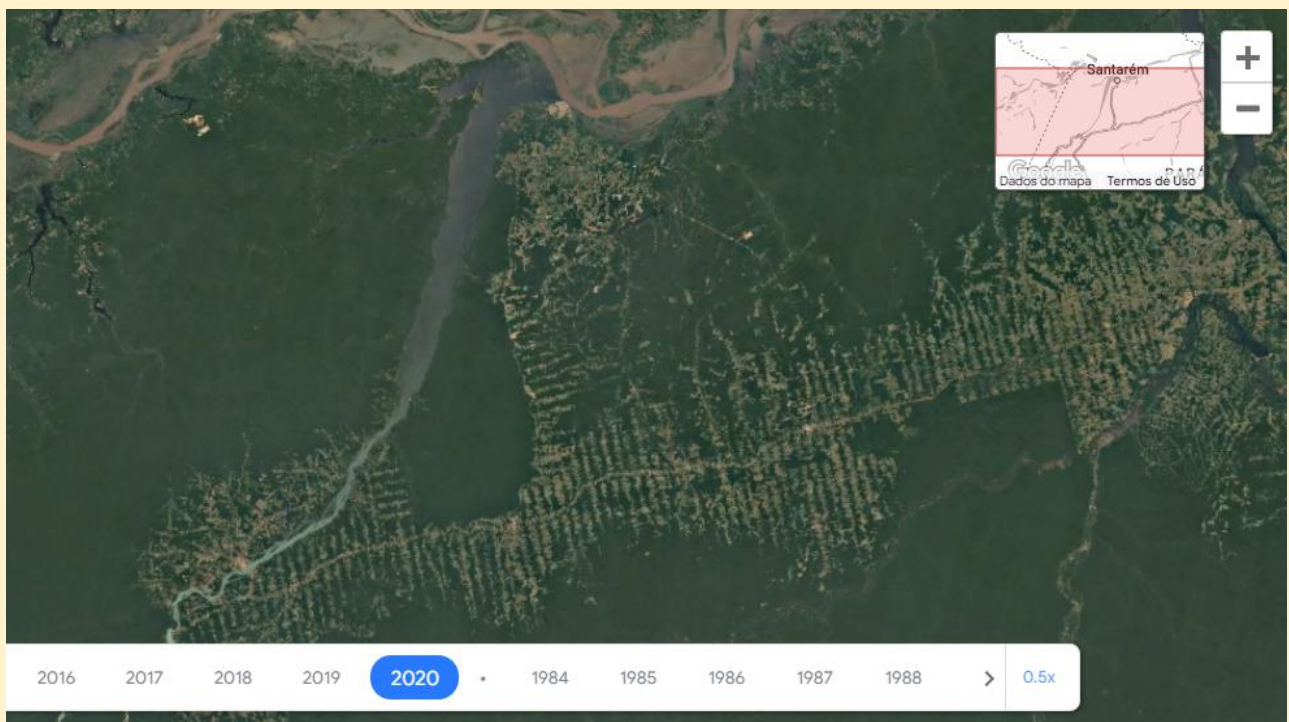 Santarém
+
−
Google
PARÁ
Dados do mapa Termos de Uso
2016 2017 2018 2019 2020 • 1984 1985 1986 1987 1988 > 0.5x